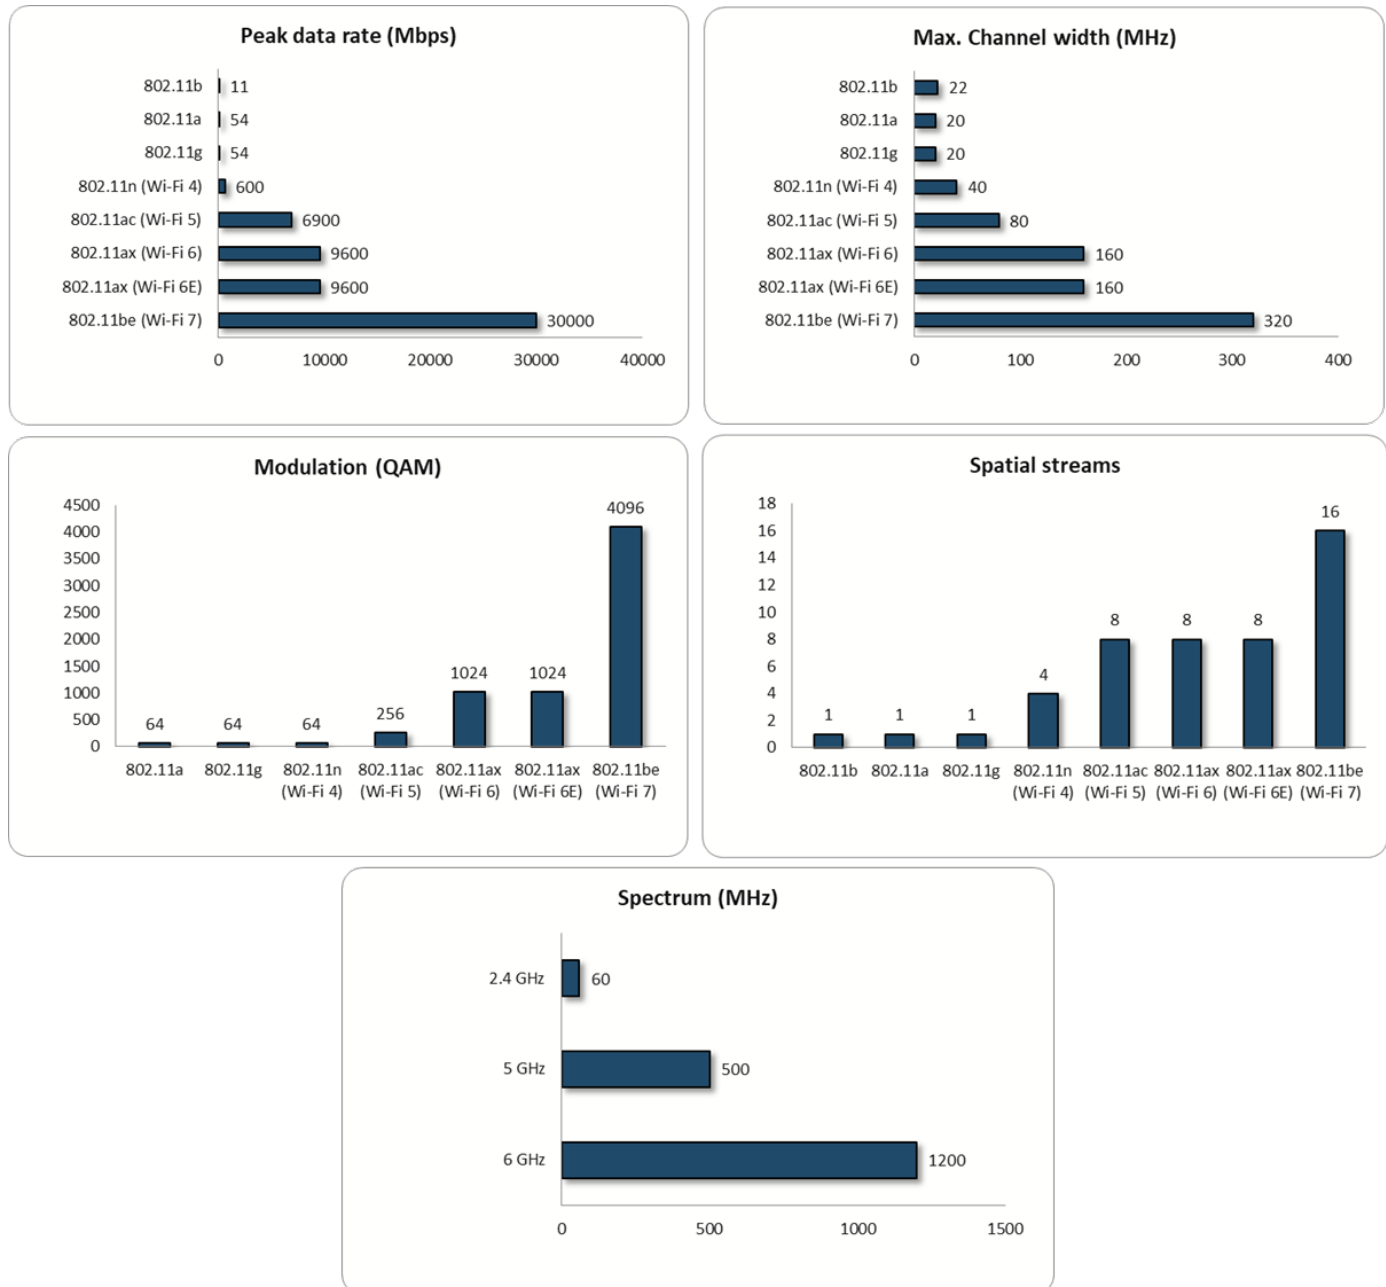 Peak data rate (Mbps)
802.11b 11
802.11a 54
802.11g 54
802.11n (Wi-Fi 4) 600
802.11ac (Wi-Fi 5) 6900
802.11ax (Wi-Fi 6) 9600
802.11ax (Wi-Fi 6E) 9600
802.11be (Wi-Fi 7) 30000
0 10000 20000 30000 40000
Max. Channel width (MHz)
802.11b 22
802.11a 20
802.11g 20
802.11n (Wi-Fi 4) 40
802.11ac (Wi-Fi 5) 80
802.11ax (Wi-Fi 6) 160
802.11ax (Wi-Fi 6E) 160
802.11be (Wi-Fi 7) 320
0 100 200 300 400
Modulation (QAM)
4500
4000
3500
3000
2500
2000
1500
1000
500
0
64 64 64 256 1024 1024 4096
802.11a 802.11g 802.11n 802.11ac 802.11ax 802.11ax 802.11be
(Wi-Fi 4) (Wi-Fi 5) (Wi-Fi 6) (Wi-Fi 6E) (Wi-Fi 7)
Spatial streams
18
16
14
12
10
8
6
4
2
0
1 1 1 4 8 8 8 16
802.11b 802.11a 802.11g 802.11n 802.11ac 802.11ax 802.11ax 802.11be
(Wi-Fi 4) (Wi-Fi 5) (Wi-Fi 6) (Wi-Fi 6E) (Wi-Fi 7)
Spectrum (MHz)
2.4 GHz 60
5 GHz 500
6 GHz 1200
0 500 1000 1500